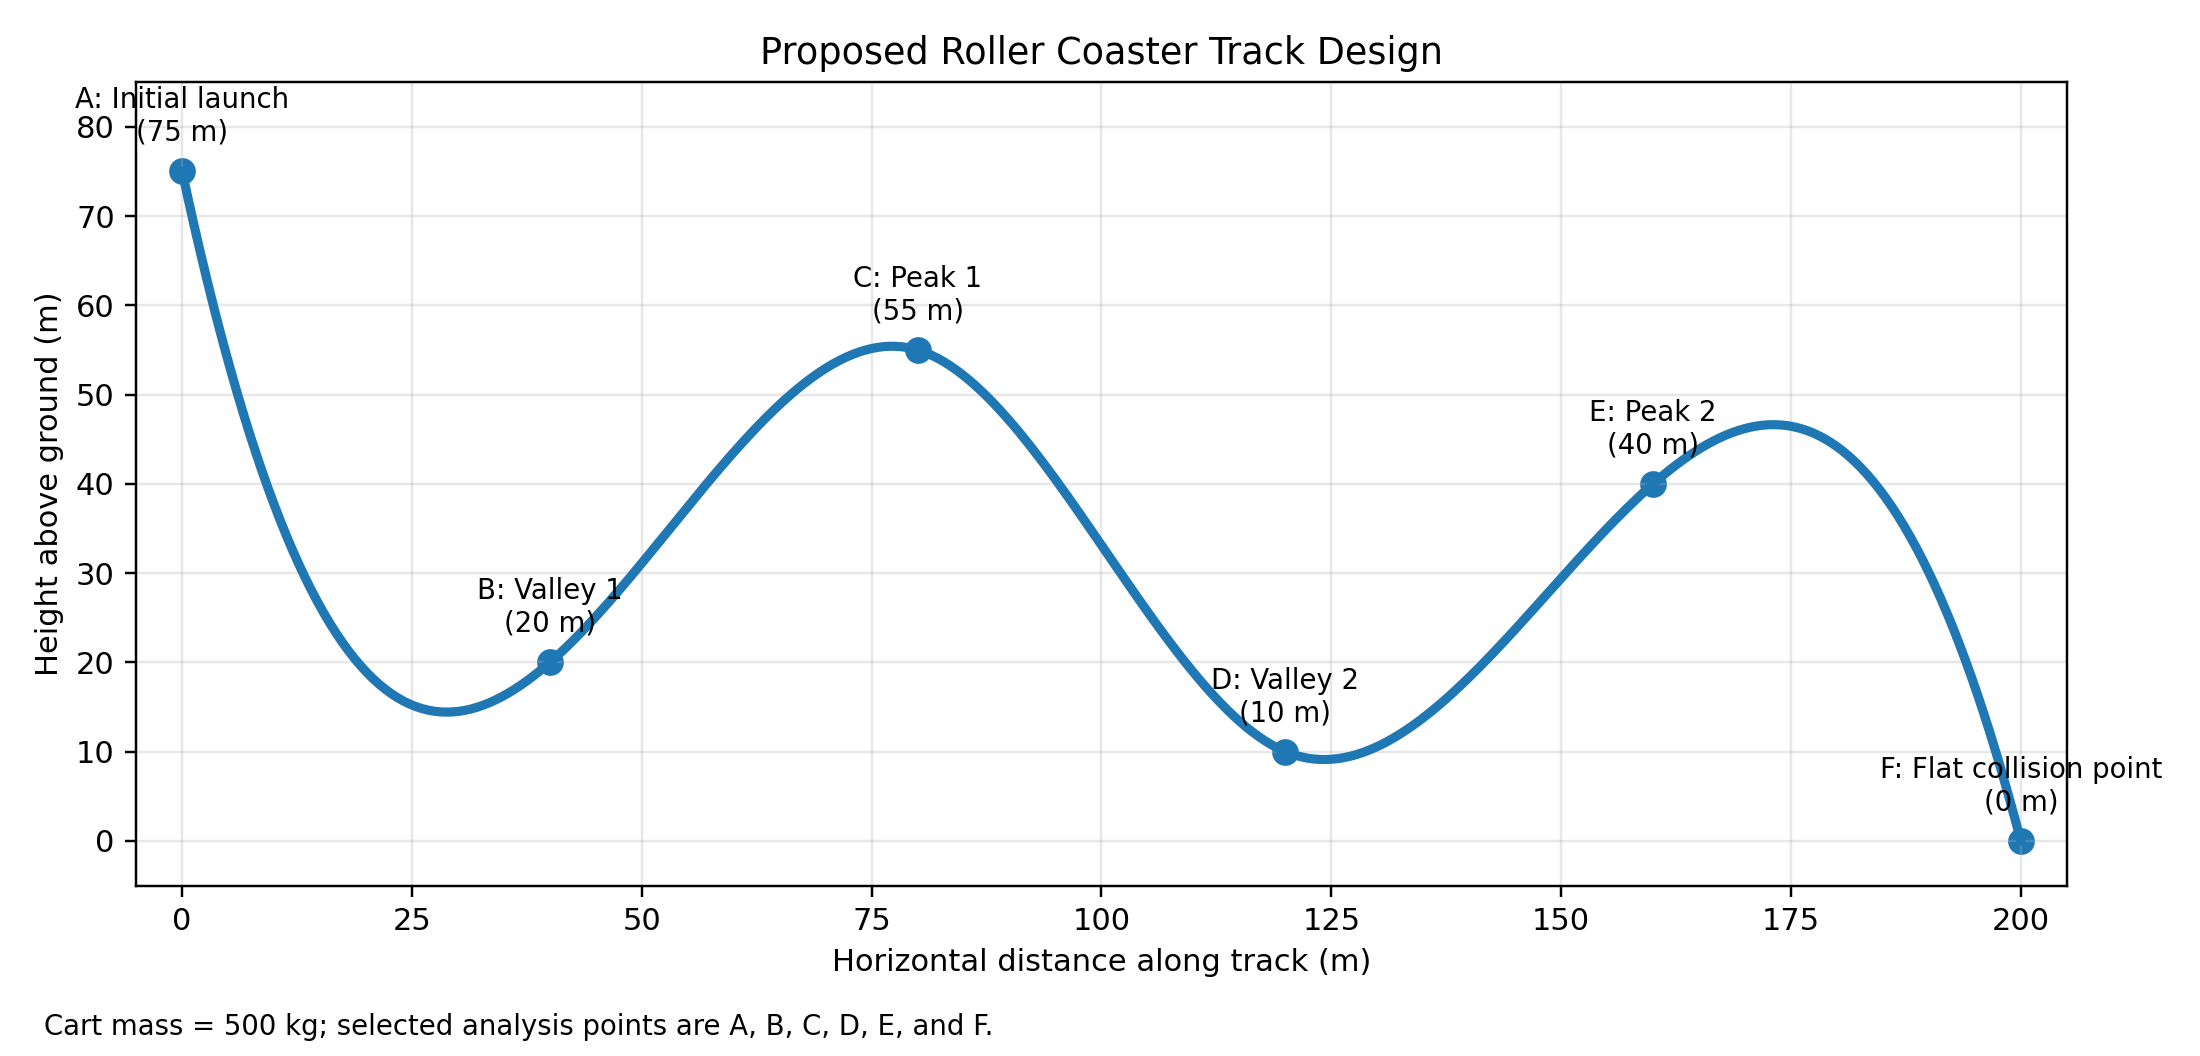 Proposed Roller Coaster Track Design
A: Initial launch
(75 m)
C: Peak 1
(55 m)
E: Peak 2
(40 m)
B: Valley 1
(20 m)
D: Valley 2
(10 m)
F: Flat collision point
(0 m)
Height above ground (m)
80
70
60
50
40
30
20
10
0
0 25 50 75 100 125 150 175 200
Horizontal distance along track (m)
Cart mass = 500 kg; selected analysis points are A, B, C, D, E, and F.